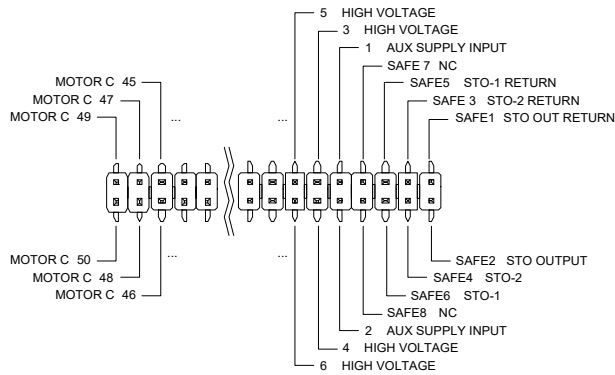 5 HIGH VOLTAGE
3 HIGH VOLTAGE
1 AUX SUPPLY INPUT
SAFE 7 NC
MOTOR C 45
SAFE5 STO-1 RETURN
MOTOR C 47
SAFE 3 STO-2 RETURN
MOTOR C 49
...
...
SAFE1 STO OUT RETURN
...
...
MOTOR C 50
SAFE2 STO OUTPUT
MOTOR C 48
SAFE4 STO-2
MOTOR C 46
SAFE6 STO-1
SAFE8 NC
2 AUX SUPPLY INPUT
4 HIGH VOLTAGE
6 HIGH VOLTAGE